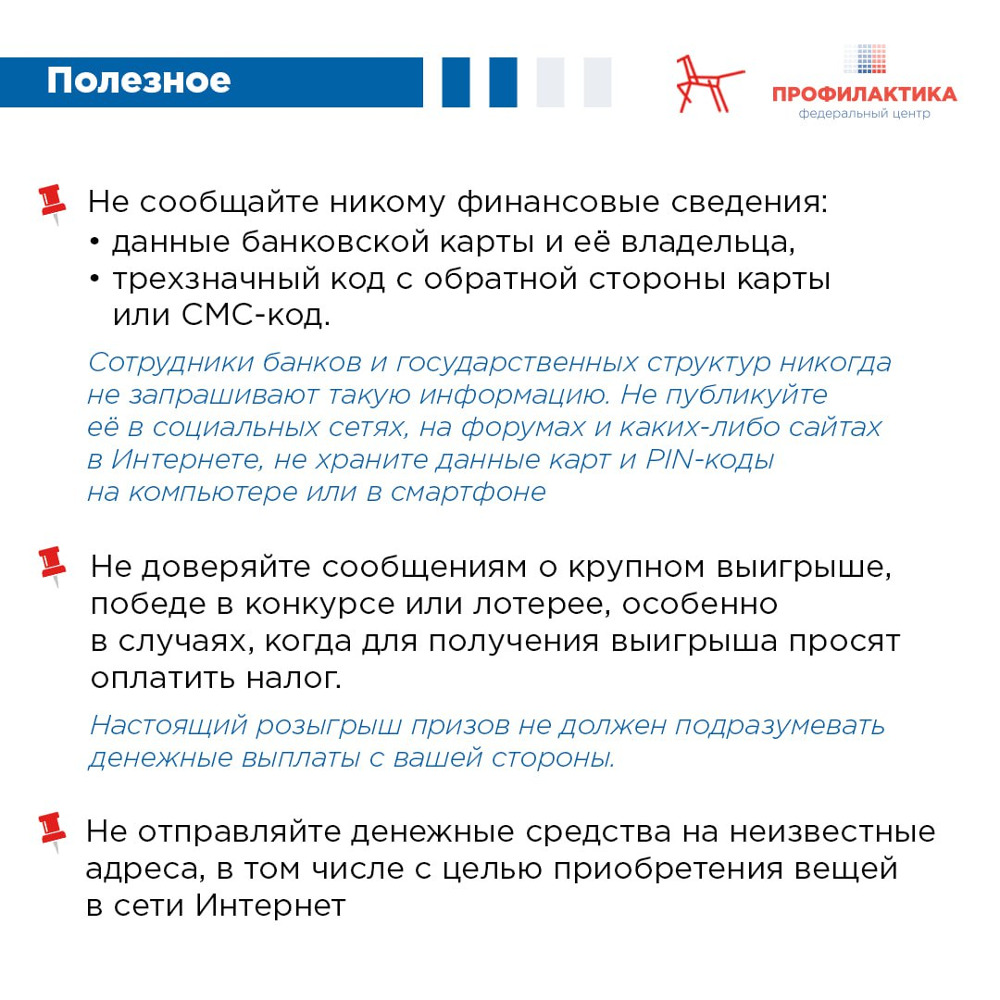 Полезное
ПРОФИЛАКТИКА
федеральный центр
Не сообщайте никому финансовые сведения:
• данные банковской карты и её владельца,
• трехзначный код с обратной стороны карты
или СМС-код.
Сотрудники банков и государственных структур никогда
не запрашивают такую информацию. Не публикуйте
её в социальных сетях, на форумах и каких-либо сайтах
в Интернете, не храните данные карт и PIN-коды
на компьютере или в смартфоне
Не доверяйте сообщениям о крупном выигрыше,
победе в конкурсе или лотерее, особенно
в случаях, когда для получения выигрыша просят
оплатить налог.
Настоящий розыгрыш призов не должен подразумевать
денежные выплаты с вашей стороны.
Не отправляйте денежные средства на неизвестные
адреса, в том числе с целью приобретения вещей
в сети Интернет